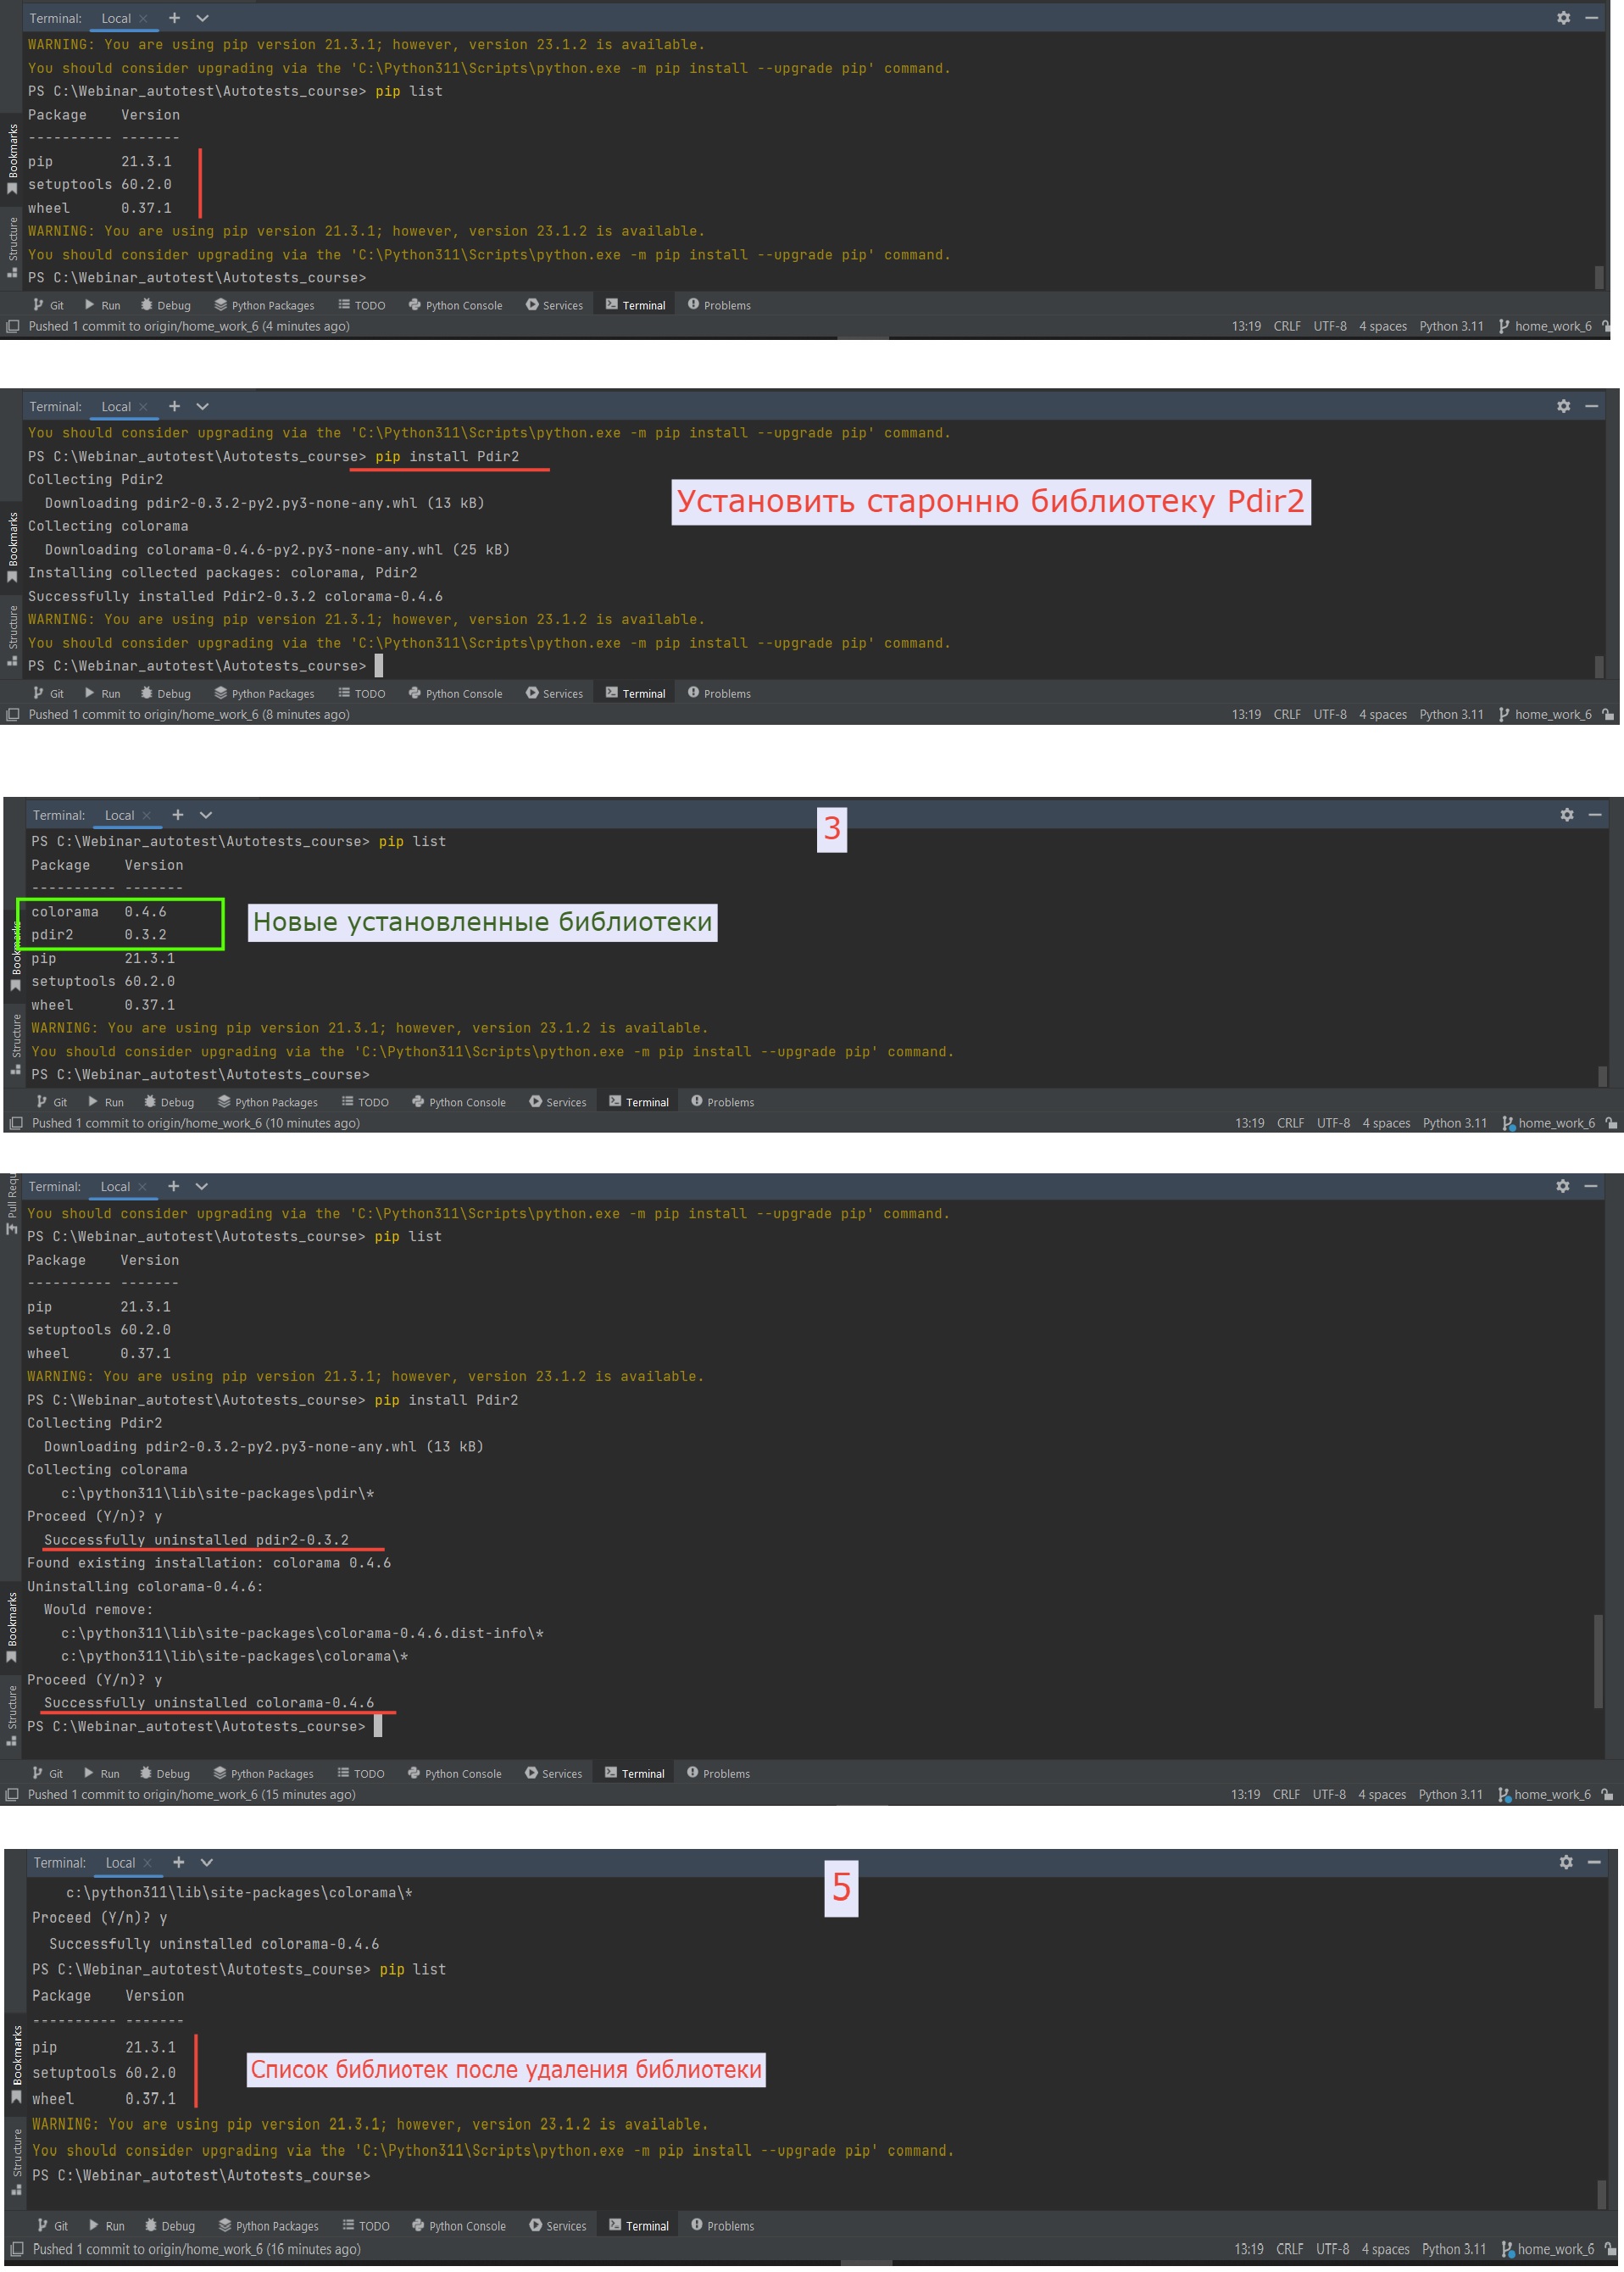 Terminal: Local
WARNING: You are using pip version 21.3.1; however, version 23.1.2 is available.
You should consider upgrading via the 'C:\Python311\Scripts\python.exe -m pip install --upgrade pip' command.
PS C:\Webinar_autotest\Autotests_course> pip list
Package    Version
---------- -------
pip        21.3.1
setuptools 60.2.0
wheel      0.37.1
WARNING: You are using pip version 21.3.1; however, version 23.1.2 is available.
You should consider upgrading via the 'C:\Python311\Scripts\python.exe -m pip install --upgrade pip' command.
PS C:\Webinar_autotest\Autotests_course>
Bookmarks
Structure
Git Run Debug Python Packages TODO Python Console Services Terminal Problems
Pushed 1 commit to origin/home_work_6 (4 minutes ago) 13:19 CRLF UTF-8 4 spaces Python 3.11 home_work_6
Terminal: Local
You should consider upgrading via the 'C:\Python311\Scripts\python.exe -m pip install --upgrade pip' command.
PS C:\Webinar_autotest\Autotests_course> pip install Pdir2
Collecting Pdir2
Downloading pdir2-0.3.2-py2.py3-none-any.whl (13 kB)
Установить старонню библиотеку Pdir2
Collecting colorama
Downloading colorama-0.4.6-py2.py3-none-any.whl (25 kB)
Installing collected packages: colorama, Pdir2
Successfully installed Pdir2-0.3.2 colorama-0.4.6
WARNING: You are using pip version 21.3.1; however, version 23.1.2 is available.
You should consider upgrading via the 'C:\Python311\Scripts\python.exe -m pip install --upgrade pip' command.
PS C:\Webinar_autotest\Autotests_course>
Bookmarks
Structure
Git Run Debug Python Packages TODO Python Console Services Terminal Problems
Pushed 1 commit to origin/home_work_6 (8 minutes ago) 13:19 CRLF UTF-8 4 spaces Python 3.11 home_work_6
Terminal: Local
3
PS C:\Webinar_autotest\Autotests_course> pip list
Package    Version
---------- -------
colorama   0.4.6
pdir2      0.3.2
Новые установленные библиотеки
pip        21.3.1
setuptools 60.2.0
wheel      0.37.1
WARNING: You are using pip version 21.3.1; however, version 23.1.2 is available.
You should consider upgrading via the 'C:\Python311\Scripts\python.exe -m pip install --upgrade pip' command.
PS C:\Webinar_autotest\Autotests_course>
Bookmarks
Structure
Git Run Debug Python Packages TODO Python Console Services Terminal Problems
Pushed 1 commit to origin/home_work_6 (10 minutes ago) 13:19 CRLF UTF-8 4 spaces Python 3.11 home_work_6
Terminal: Local
Pull Requ
You should consider upgrading via the 'C:\Python311\Scripts\python.exe -m pip install --upgrade pip' command.
PS C:\Webinar_autotest\Autotests_course> pip list
Package    Version
---------- -------
pip        21.3.1
setuptools 60.2.0
wheel      0.37.1
WARNING: You are using pip version 21.3.1; however, version 23.1.2 is available.
PS C:\Webinar_autotest\Autotests_course> pip install Pdir2
Collecting Pdir2
Downloading pdir2-0.3.2-py2.py3-none-any.whl (13 kB)
Collecting colorama
c:\python311\lib\site-packages\pdir\*
Proceed (Y/n)? y
Successfully uninstalled pdir2-0.3.2
Found existing installation: colorama 0.4.6
Uninstalling colorama-0.4.6:
Would remove:
c:\python311\lib\site-packages\colorama-0.4.6.dist-info\*
c:\python311\lib\site-packages\colorama\*
Proceed (Y/n)? y
Successfully uninstalled colorama-0.4.6
PS C:\Webinar_autotest\Autotests_course>
Bookmarks
Structure
Git Run Debug Python Packages TODO Python Console Services Terminal Problems
Pushed 1 commit to origin/home_work_6 (15 minutes ago) 13:19 CRLF UTF-8 4 spaces Python 3.11 home_work_6
Terminal: Local
5
c:\python311\lib\site-packages\colorama\*
Proceed (Y/n)? y
Successfully uninstalled colorama-0.4.6
PS C:\Webinar_autotest\Autotests_course> pip list
Package    Version
---------- -------
pip        21.3.1
setuptools 60.2.0
Список библиотек после удаления библиотеки
wheel      0.37.1
WARNING: You are using pip version 21.3.1; however, version 23.1.2 is available.
You should consider upgrading via the 'C:\Python311\Scripts\python.exe -m pip install --upgrade pip' command.
PS C:\Webinar_autotest\Autotests_course>
Bookmarks
Structure
Git Run Debug Python Packages TODO Python Console Services Terminal Problems
Pushed 1 commit to origin/home_work_6 (16 minutes ago) 13:19 CRLF UTF-8 4 spaces Python 3.11 home_work_6